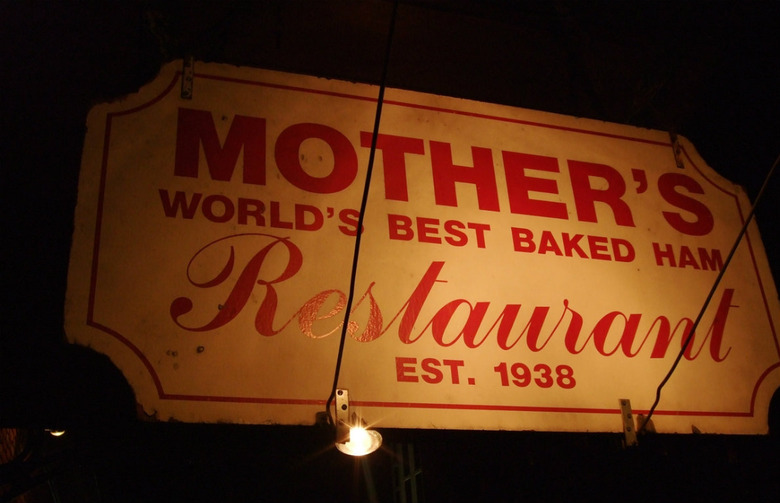 MOTHER'S
WORLD'S BEST BAKED HAM
Restaurant
EST. 1938